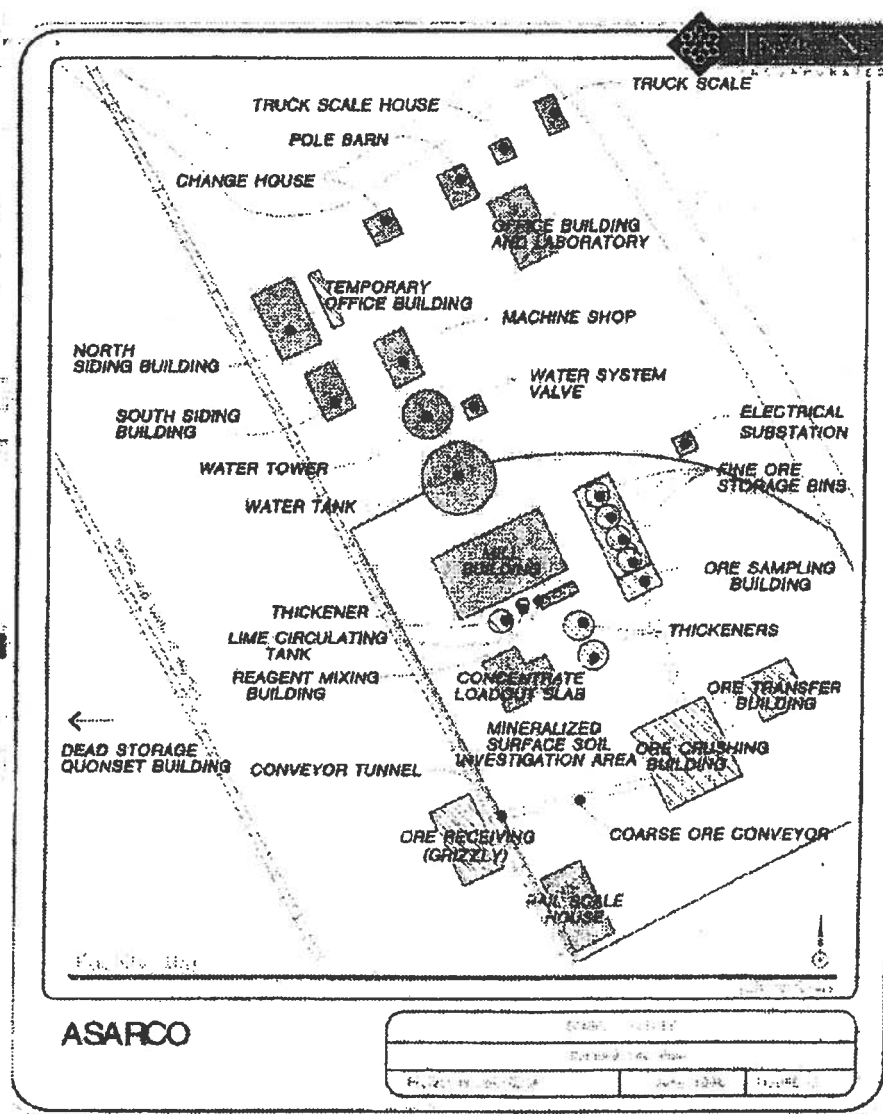 INCORPORATED
TRUCK SCALE
TRUCK SCALE HOUSE
POLE BARN
CHANGE HOUSE
OFFICE BUILDING
AND LABORATORY
TEMPORARY
OFFICE BUILDING
MACHINE SHOP
NORTH
SIDING BUILDING
WATER SYSTEM
VALVE
SOUTH SIDING
BUILDING
ELECTRICAL
SUBSTATION
WATER TOWER
FINE ORE
STORAGE BINS
WATER TANK
MILL
BUILDING
ORE SAMPLING
BUILDING
THICKENER
THICKENERS
LIME CIRCULATING
TANK
REAGENT MIXING
BUILDING
CONCENTRATE
LOADOUT SLAB
ORE TRANSFER
BUILDING
MINERALIZED
SURFACE SOIL
INVESTIGATION AREA
ORE CRUSHING
BUILDING
DEAD STORAGE
QUONSET BUILDING
CONVEYOR TUNNEL
ORE RECEIVING
(GRIZZLY)
COARSE ORE CONVEYOR
RAIL SCALE
HOUSE
ASARCO